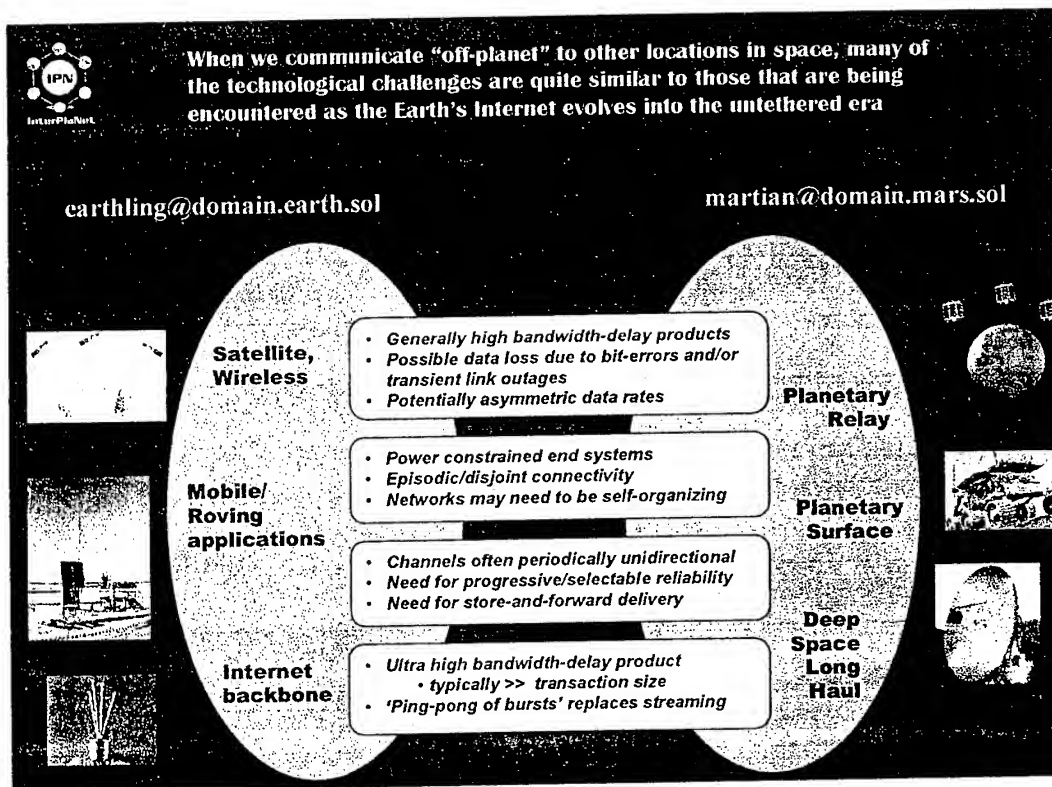 IPN
InterPlaNet
When we communicate "off-planet" to other locations in space, many of
the technological challenges are quite similar to those that are being
encountered as the Earth's Internet evolves into the untethered era
earthling@domain.earth.sol
martian@domain.mars.sol
Satellite,
Wireless
• Generally high bandwidth-delay products
• Possible data loss due to bit-errors and/or
transient link outages
• Potentially asymmetric data rates
Planetary
Relay
Mobile/
Roving
applications
• Power constrained end systems
• Episodic/disjoint connectivity
• Networks may need to be self-organizing
Planetary
Surface
• Channels often periodically unidirectional
• Need for progressive/selectable reliability
• Need for store-and-forward delivery
Internet
backbone
• Ultra high bandwidth-delay product
• typically >> transaction size
• 'Ping-pong of bursts' replaces streaming
Deep
Space
Long
Haul